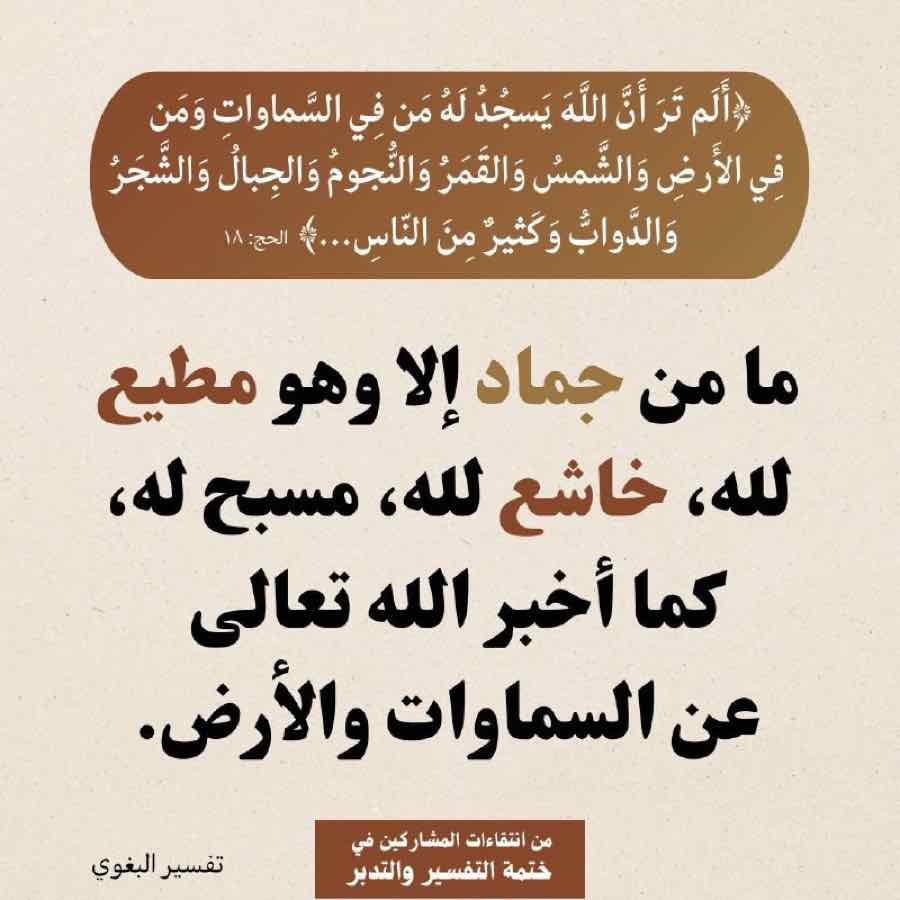 ﴿أَلَم تَرَ أَنَّ اللَّهَ يَسجُدُ لَهُ مَن فِي السَّماواتِ وَمَن
فِي الأَرضِ وَالشَّمسُ وَالقَمَرُ وَالنُّجومُ وَالجِبالُ وَالشَّجَرُ
وَالدَّوابُّ وَكَثيرٌ مِنَ النّاسِ...﴾ الحج: ١٨
ما من جماد إلا وهو مطيع
لله، خاشع لله، مسبح له،
كما أخبر الله تعالى
عن السماوات والأرض.
من انتقاءات المشاركين في
ختمة التفسير والتدبر
تفسير البغوي